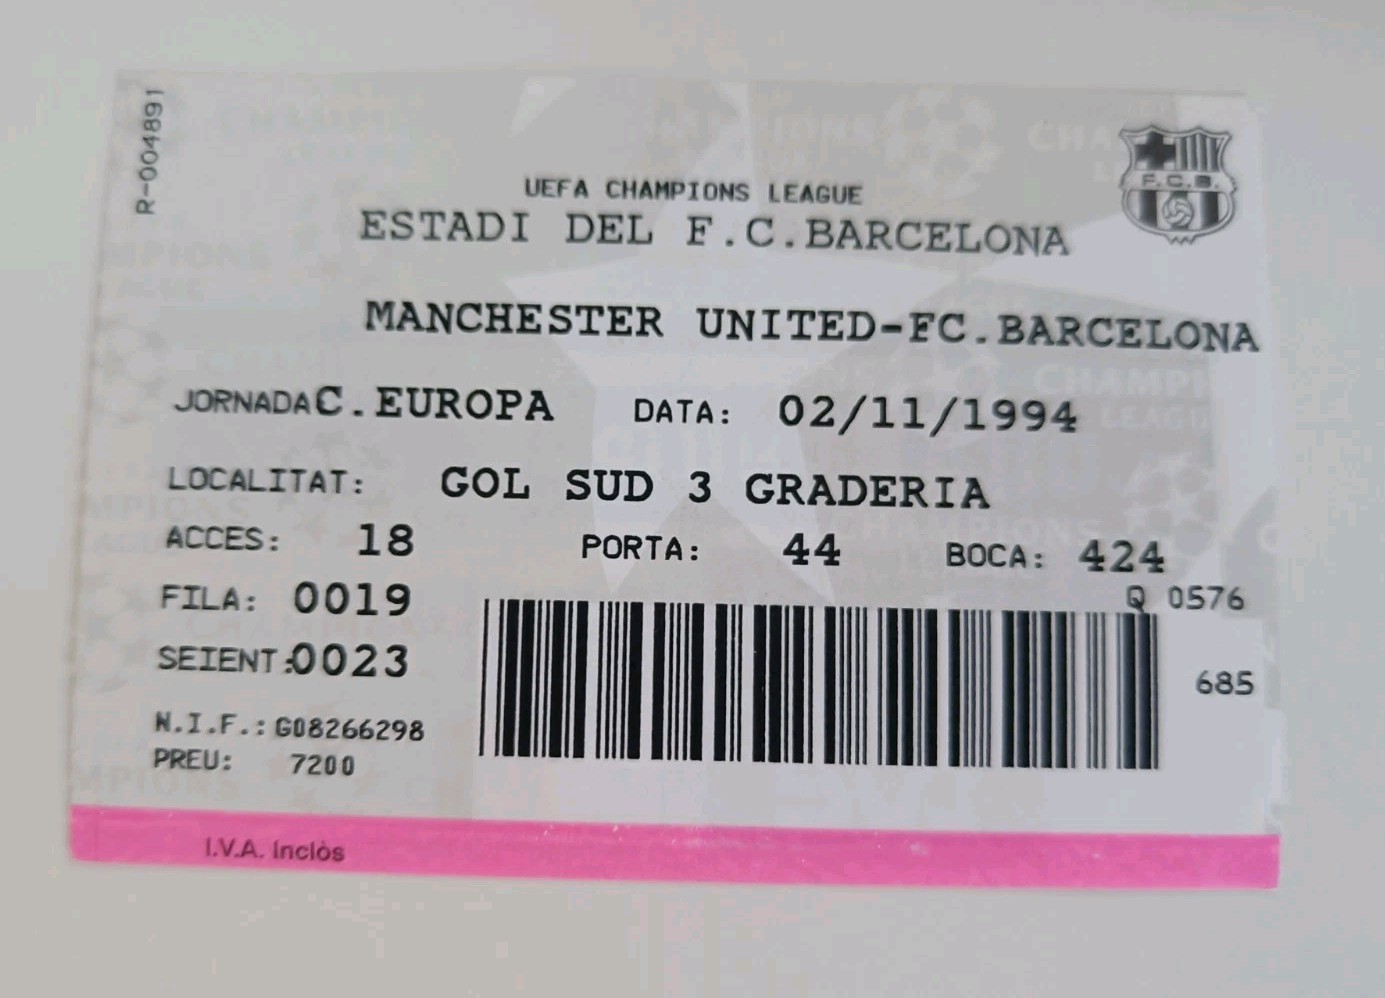 R-004891
F.C.B.
UEFA CHAMPIONS LEAGUE
ESTADI DEL F.C.BARCELONA
MANCHESTER UNITED-FC.BARCELONA
JORNADA C.EUROPA DATA: 02/11/1994
LOCALITAT: GOL SUD 3 GRADERIA
ACCES: 18 PORTA: 44 BOCA: 424
FILA: 0019 Q 0576
SEIENT:0023
685
N.I.F.: G08266298
PREU: 7200
I.V.A. Inclòs